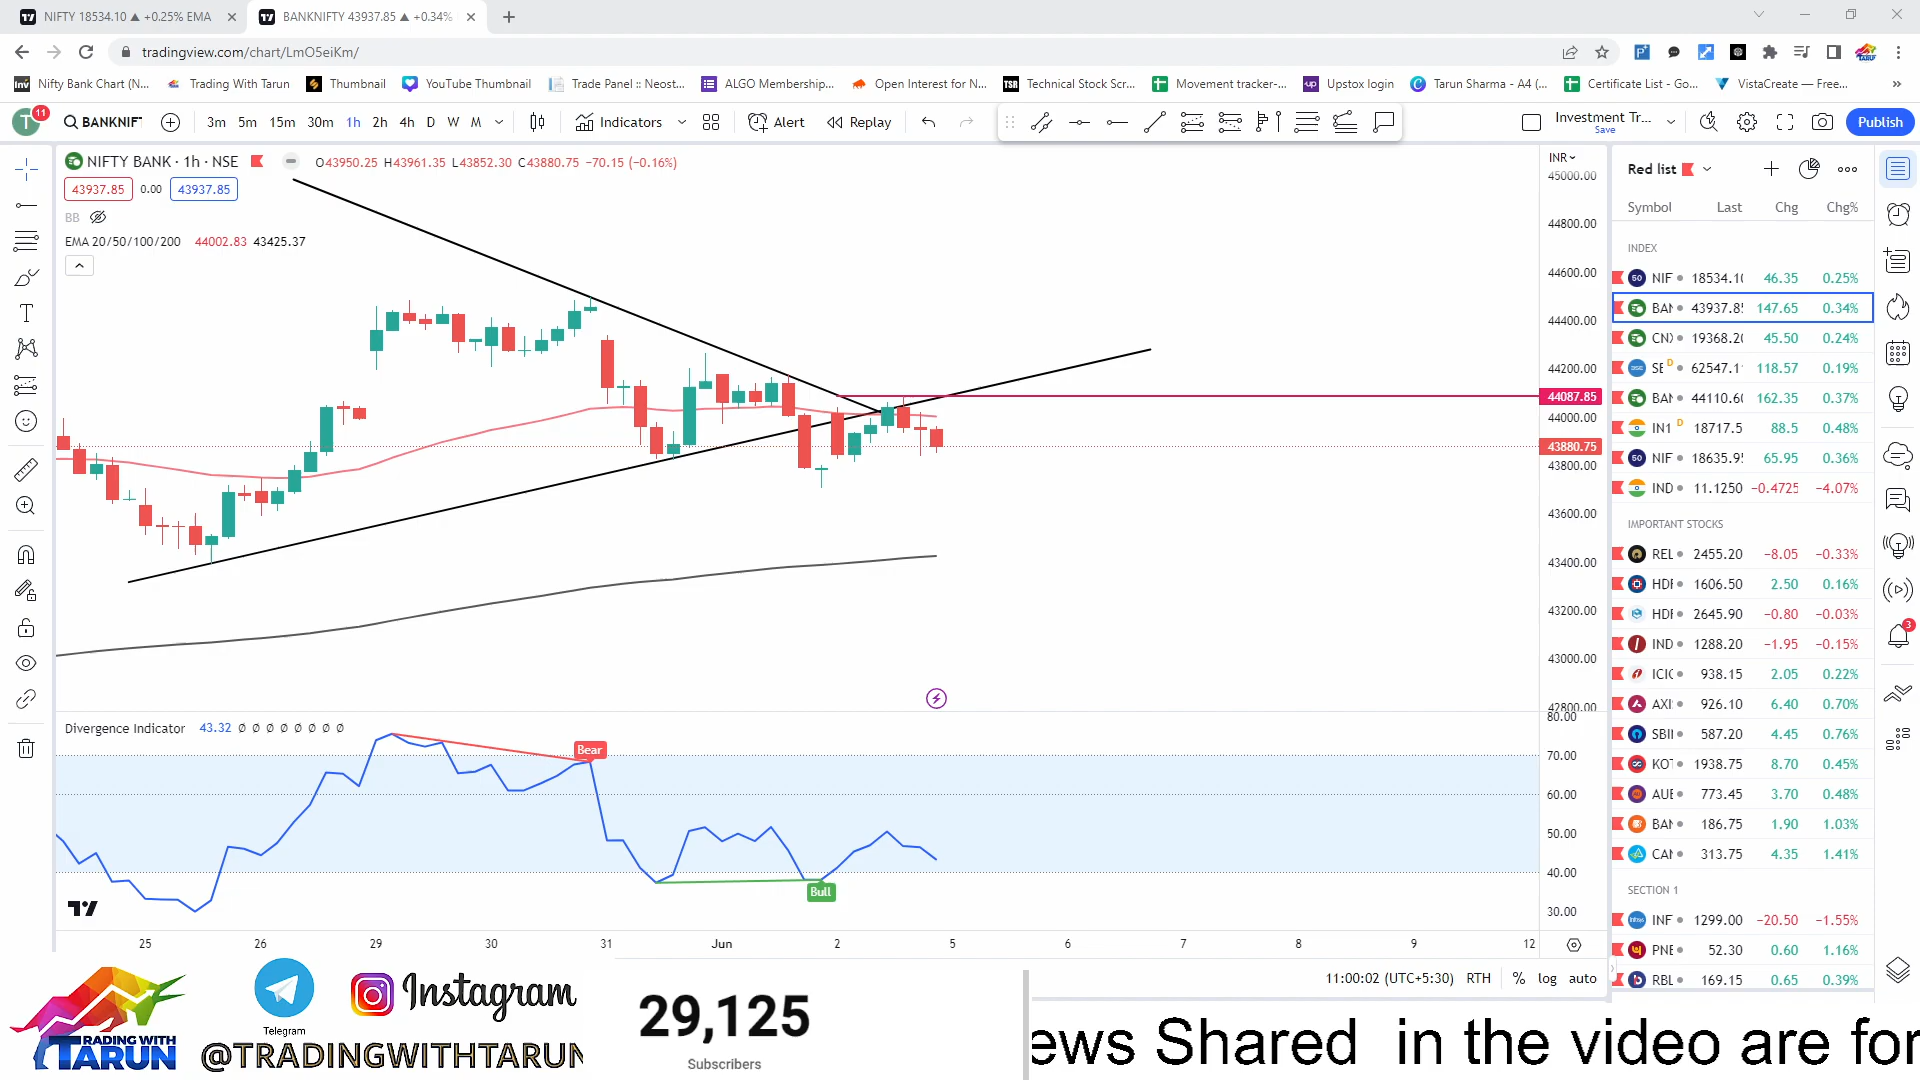 NIFTY 18534.10 ▲ +0.25% EMA
BANKNIFTY 43937.85 ▲ +0.34%
tradingview.com/chart/LmO5eiKm/
Nifty Bank Chart (N...
Trading With Tarun
Thumbnail
YouTube Thumbnail
Trade Panel :: Neost...
ALGO Membership...
Open Interest for N...
Technical Stock Scr...
Movement tracker-...
Upstox login
Tarun Sharma - A4 (...
Certificate List - Go...
VistaCreate — Free...
T 11
BANKNIF
3m 5m 15m 30m 1h 2h 4h D W M
Indicators
Alert
Replay
Investment Tr...
Save
Publish
NIFTY BANK · 1h · NSE
O43950.25 H43961.35 L43852.30 C43880.75 −70.15 (−0.16%)
43937.85 0.00 43937.85
BB
EMA 20/50/100/200 44002.83 43425.37
INR
45000.00
44800.00
44600.00
44400.00
44200.00
44087.85
44000.00
43880.75
43800.00
43600.00
43400.00
43200.00
43000.00
42800.00
Divergence Indicator 43.32 ∅ ∅ ∅ ∅ ∅ ∅ ∅ ∅
Bear
Bull
80.00
70.00
60.00
50.00
40.00
30.00
25 26 29 30 31 Jun 2 5 6 7 8 9 12
11:00:02 (UTC+5:30) RTH % log auto
Red list
Symbol Last Chg Chg%
INDEX
NIF 18534.10 46.35 0.25%
BAN 43937.85 147.65 0.34%
CNX 19368.20 45.50 0.24%
SE D 62547.1 118.57 0.19%
BAN 44110.60 162.35 0.37%
IN1 D 18717.5 88.5 0.48%
NIF 18635.95 65.95 0.36%
IND 11.1250 −0.4725 −4.07%
IMPORTANT STOCKS
REL 2455.20 −8.05 −0.33%
HDF 1606.50 2.50 0.16%
HDF 2645.90 −0.80 −0.03%
IND 1288.20 −1.95 −0.15%
ICIC 938.15 2.05 0.22%
AXI 926.10 6.40 0.70%
SBII 587.20 4.45 0.76%
KOT 1938.75 8.70 0.45%
AUE 773.45 3.70 0.48%
BAN 186.75 1.90 1.03%
CAN 313.75 4.35 1.41%
SECTION 1
INF 1299.00 −20.50 −1.55%
PNE 52.30 0.60 1.16%
RBL 169.15 0.65 0.39%
3
TRADING WITH
TARUN
Telegram
Instagram
@TRADINGWITHTARUN
29,125
Subscribers
ews Shared in the video are for